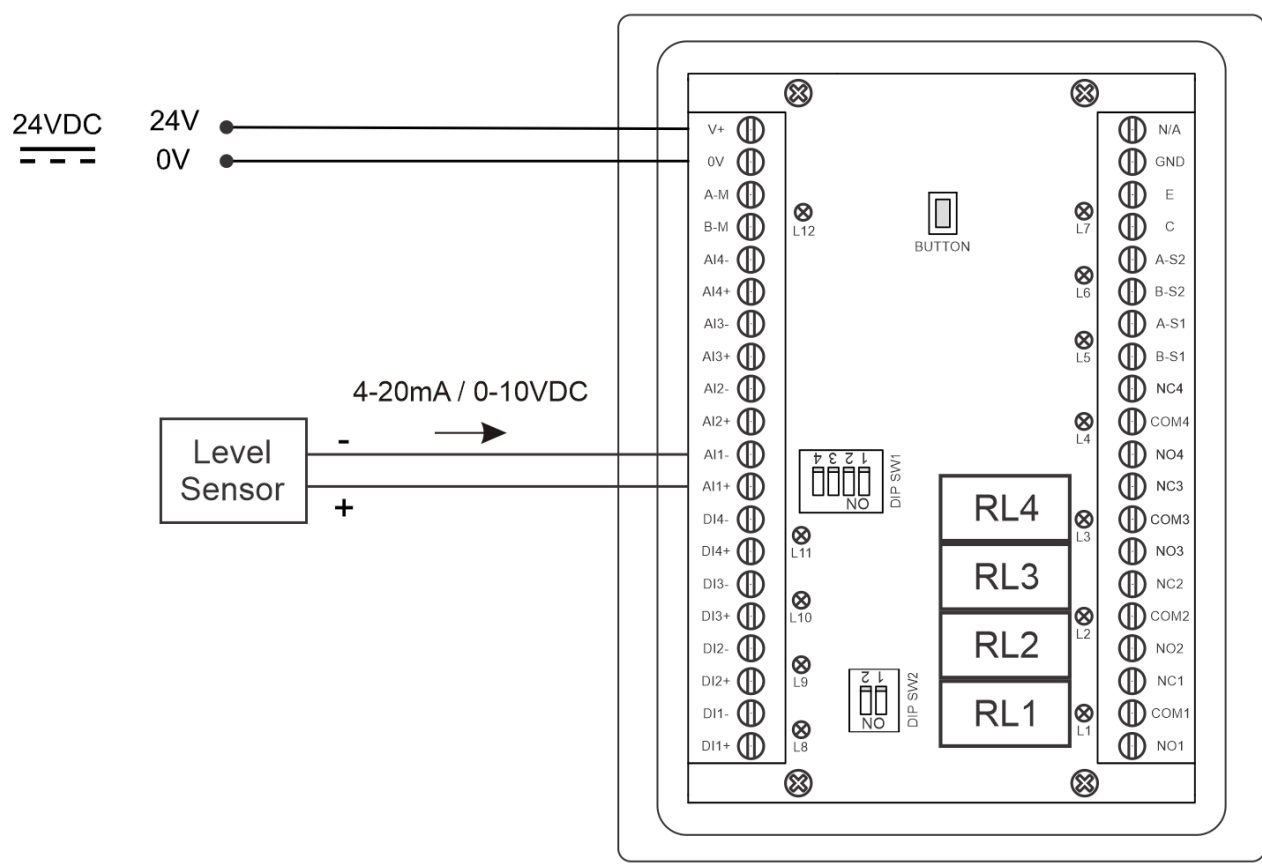 24VDC
24V
0V
4-20mA / 0-10VDC
Level
Sensor
-
+
V+
0V
A-M
B-M
AI4-
AI4+
AI3-
AI3+
AI2-
AI2+
AI1-
AI1+
DI4-
DI4+
DI3-
DI3+
DI2-
DI2+
DI1-
DI1+
L12
L11
L10
L9
L8
BUTTON
4 3 2 1
ON
DIP SW1
2 1
ON
DIP SW2
RL4
RL3
RL2
RL1
L7
L6
L5
L4
L3
L2
L1
N/A
GND
E
C
A-S2
B-S2
A-S1
B-S1
NC4
COM4
NO4
NC3
COM3
NO3
NC2
COM2
NO2
NC1
COM1
NO1